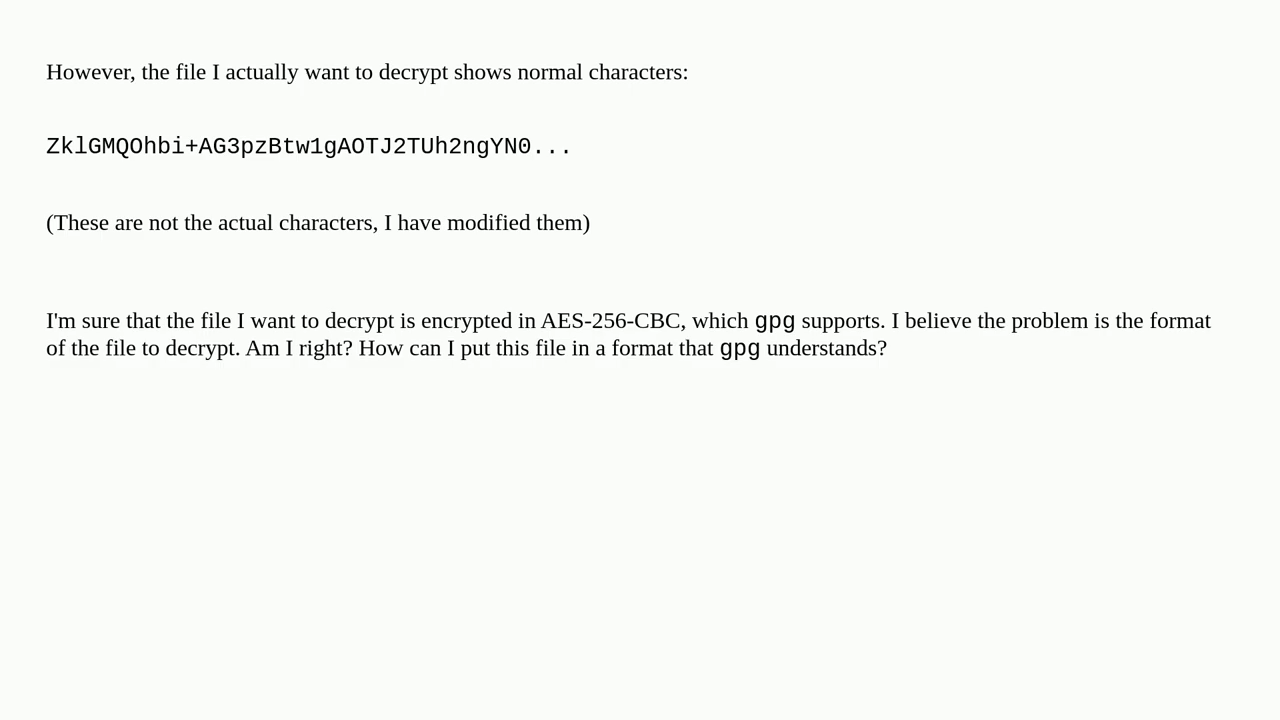 However, the file I actually want to decrypt shows normal characters:
ZklGMQOhbi+AG3pzBtw1gAOTJ2TUh2ngYN0...
(These are not the actual characters, I have modified them)
I'm sure that the file I want to decrypt is encrypted in AES-256-CBC, which gpg supports. I believe the problem is the format
of the file to decrypt. Am I right? How can I put this file in a format that gpg understands?